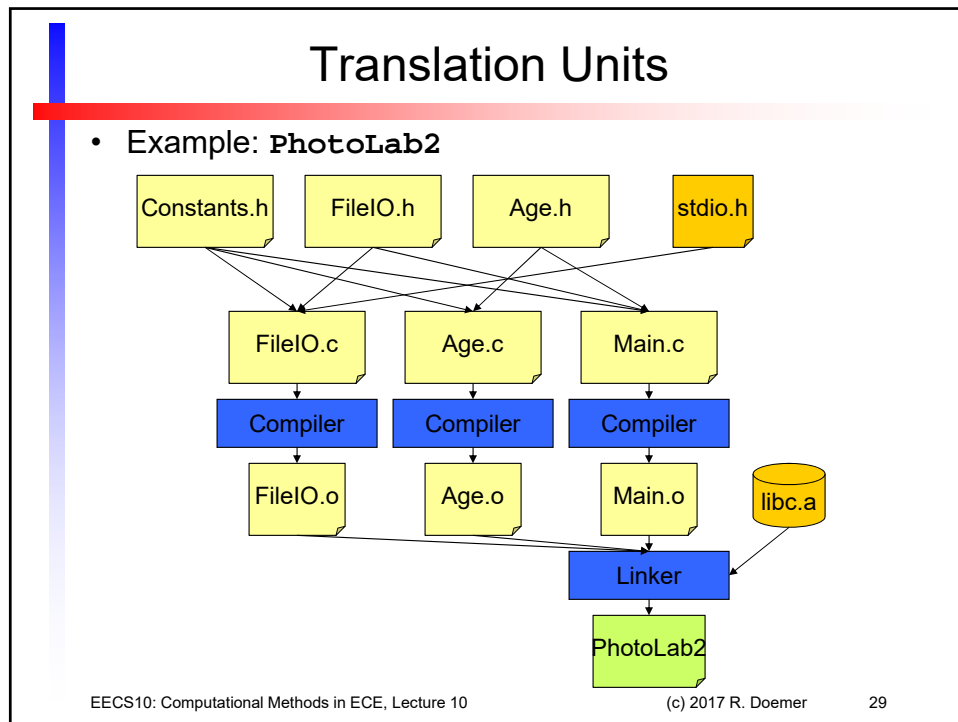 Translation Units
• Example: PhotoLab2
Constants.h FileIO.h Age.h stdio.h
FileIO.c Age.c Main.c
Compiler Compiler Compiler
FileIO.o Age.o Main.o libc.a
Linker
PhotoLab2
EECS10: Computational Methods in ECE, Lecture 10 (c) 2017 R. Doemer 29